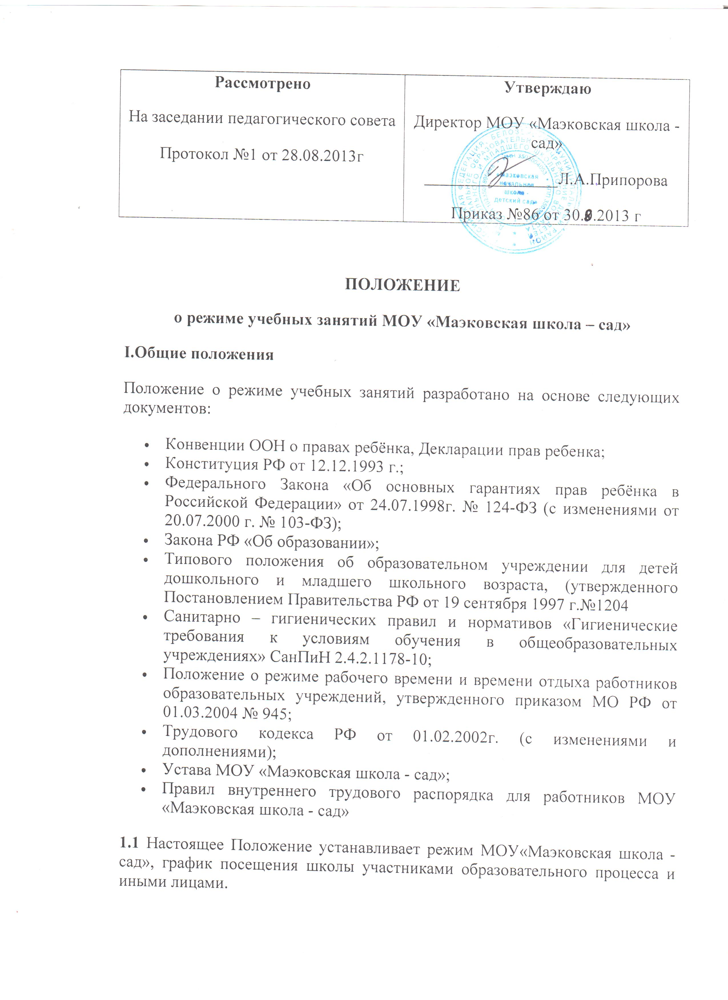 Рассмотрено
На заседании педагогического совета
Протокол №1 от 28.08.2013г
Утверждаю
Директор МОУ «Маэковская школа -
сад»
Л.А.Припорова
Приказ №86 от 30.8.2013 г
«Маэковская
начальная
школа -
детский сад»
ПОЛОЖЕНИЕ
о режиме учебных занятий МОУ «Маэковская школа – сад»
I.Общие положения
Положение о режиме учебных занятий разработано на основе следующих
документов:
• Конвенции ООН о правах ребёнка, Декларации прав ребенка;
• Конституция РФ от 12.12.1993 г.;
• Федерального Закона «Об основных гарантиях прав ребёнка в
Российской Федерации» от 24.07.1998г. № 124-ФЗ (с изменениями от
20.07.2000 г. № 103-ФЗ);
• Закона РФ «Об образовании»;
• Типового положения об образовательном учреждении для детей
дошкольного и младшего школьного возраста, (утвержденного
Постановлением Правительства РФ от 19 сентября 1997 г.№1204
• Санитарно – гигиенических правил и нормативов «Гигиенические
требования к условиям обучения в общеобразовательных
учреждениях» СанПиН 2.4.2.1178-10;
• Положение о режиме рабочего времени и времени отдыха работников
образовательных учреждений, утвержденного приказом МО РФ от
01.03.2004 № 945;
• Трудового кодекса РФ от 01.02.2002г. (с изменениями и
дополнениями);
• Устава МОУ «Маэковская школа - сад»;
• Правил внутреннего трудового распорядка для работников МОУ
«Маэковская школа - сад»
1.1 Настоящее Положение устанавливает режим МОУ«Маэковская школа -
сад», график посещения школы участниками образовательного процесса и
иными лицами.